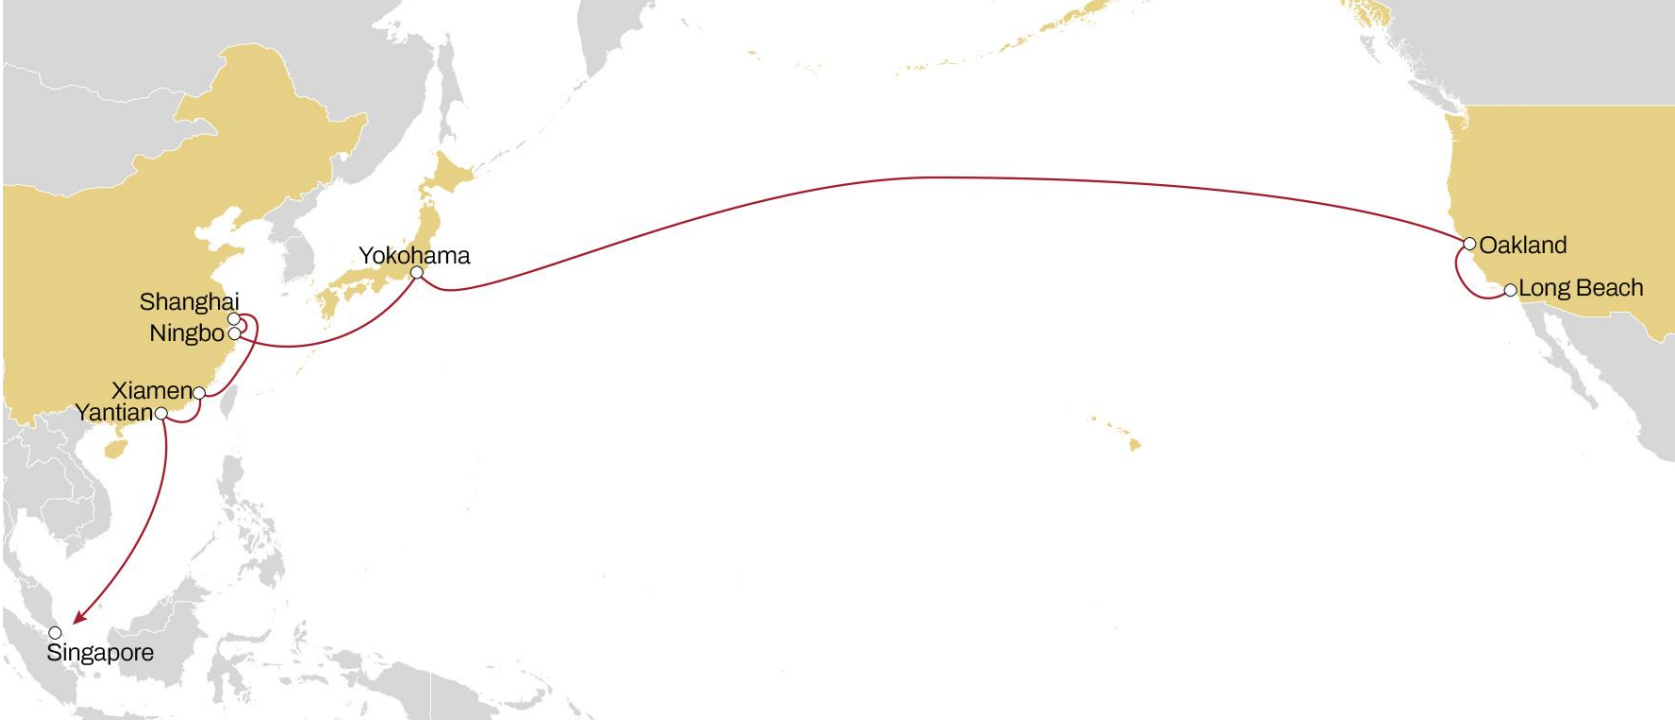 Yokohama
Oakland
Long Beach
Shanghai
Ningbo
Xiamen
Yantian
Singapore